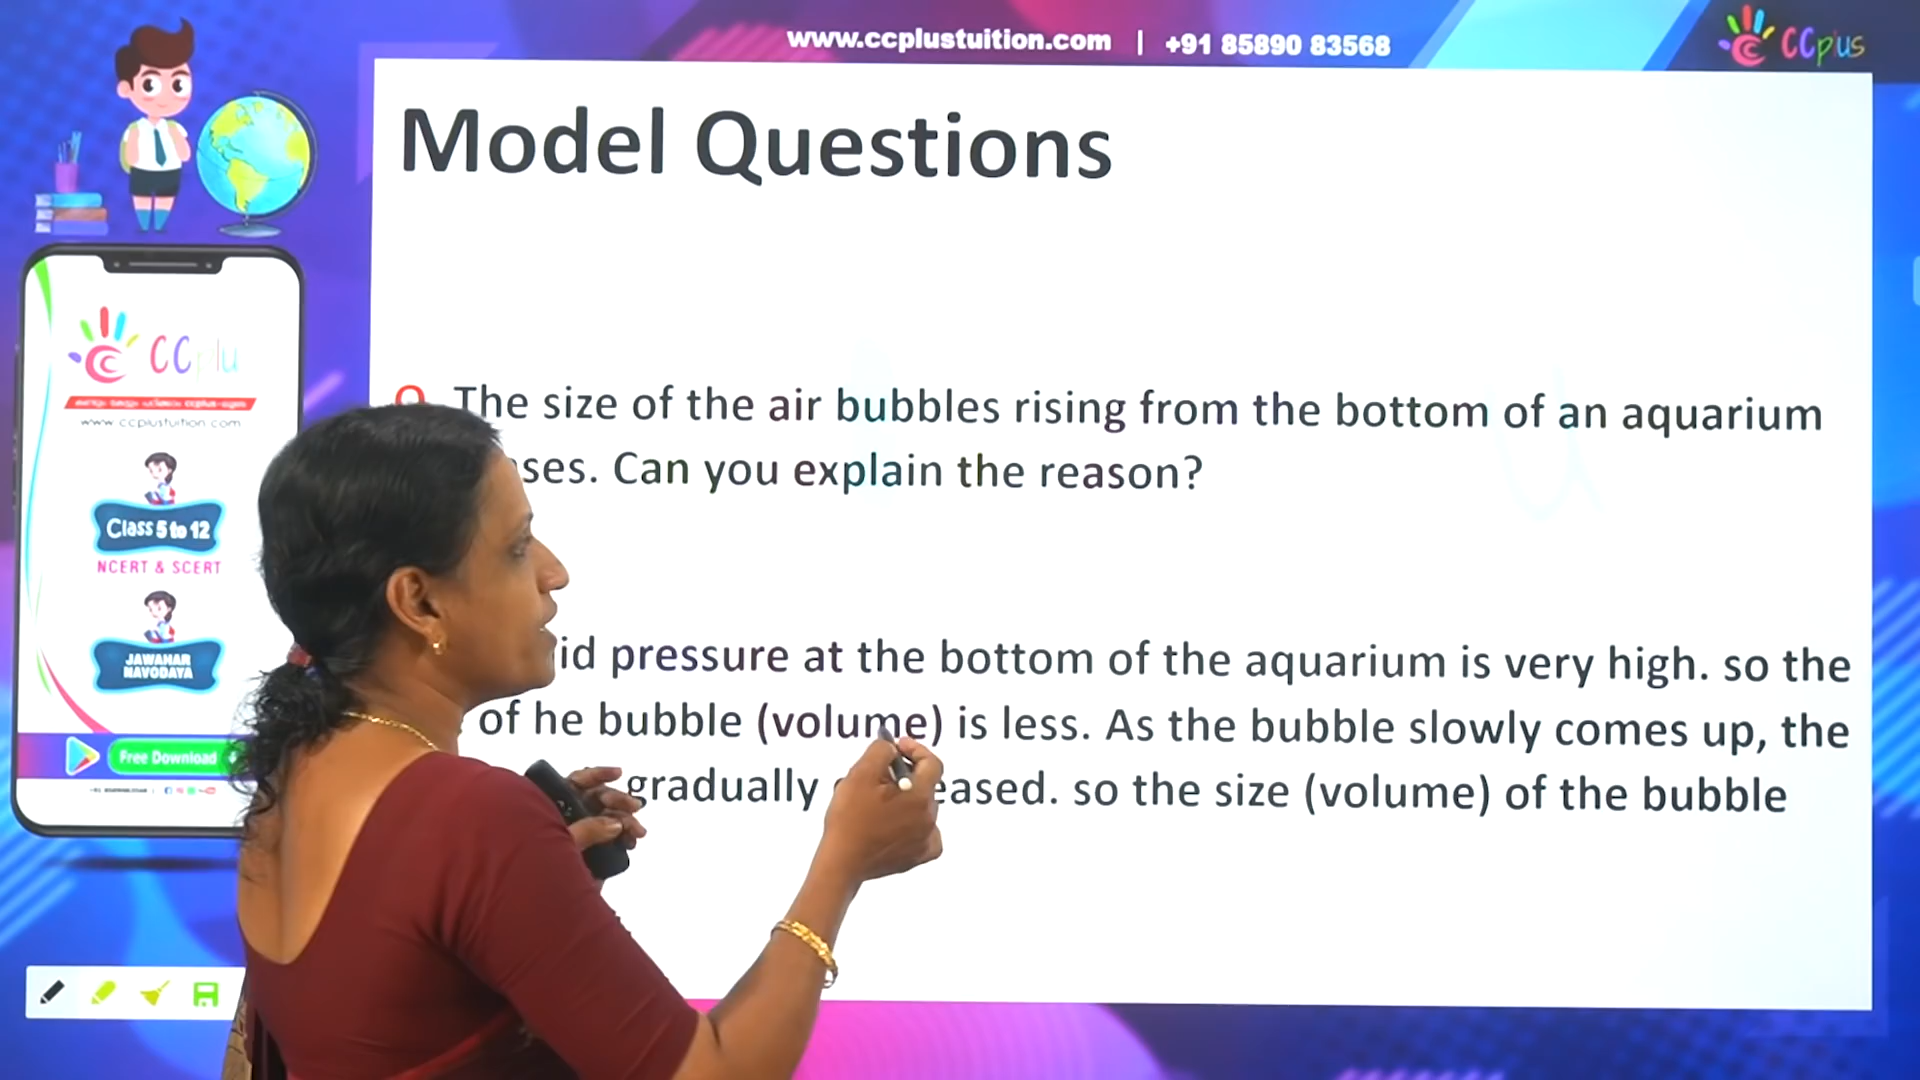 www.ccplustuition.com | +91 85890 83568
CCplus
Model Questions
CC lu
www.ccplustuition.com
The size of the air bubbles rising from the bottom of an aquarium
Can you explain the reason?
Class 5 to 12
NCERT & SCERT
JAWAHAR
NAVODAYA
pressure at the bottom of the aquarium is very high. so the
of he bubble (volume) is less. As the bubble slowly comes up, the
gradually so the size (volume) of the bubble
Free Download